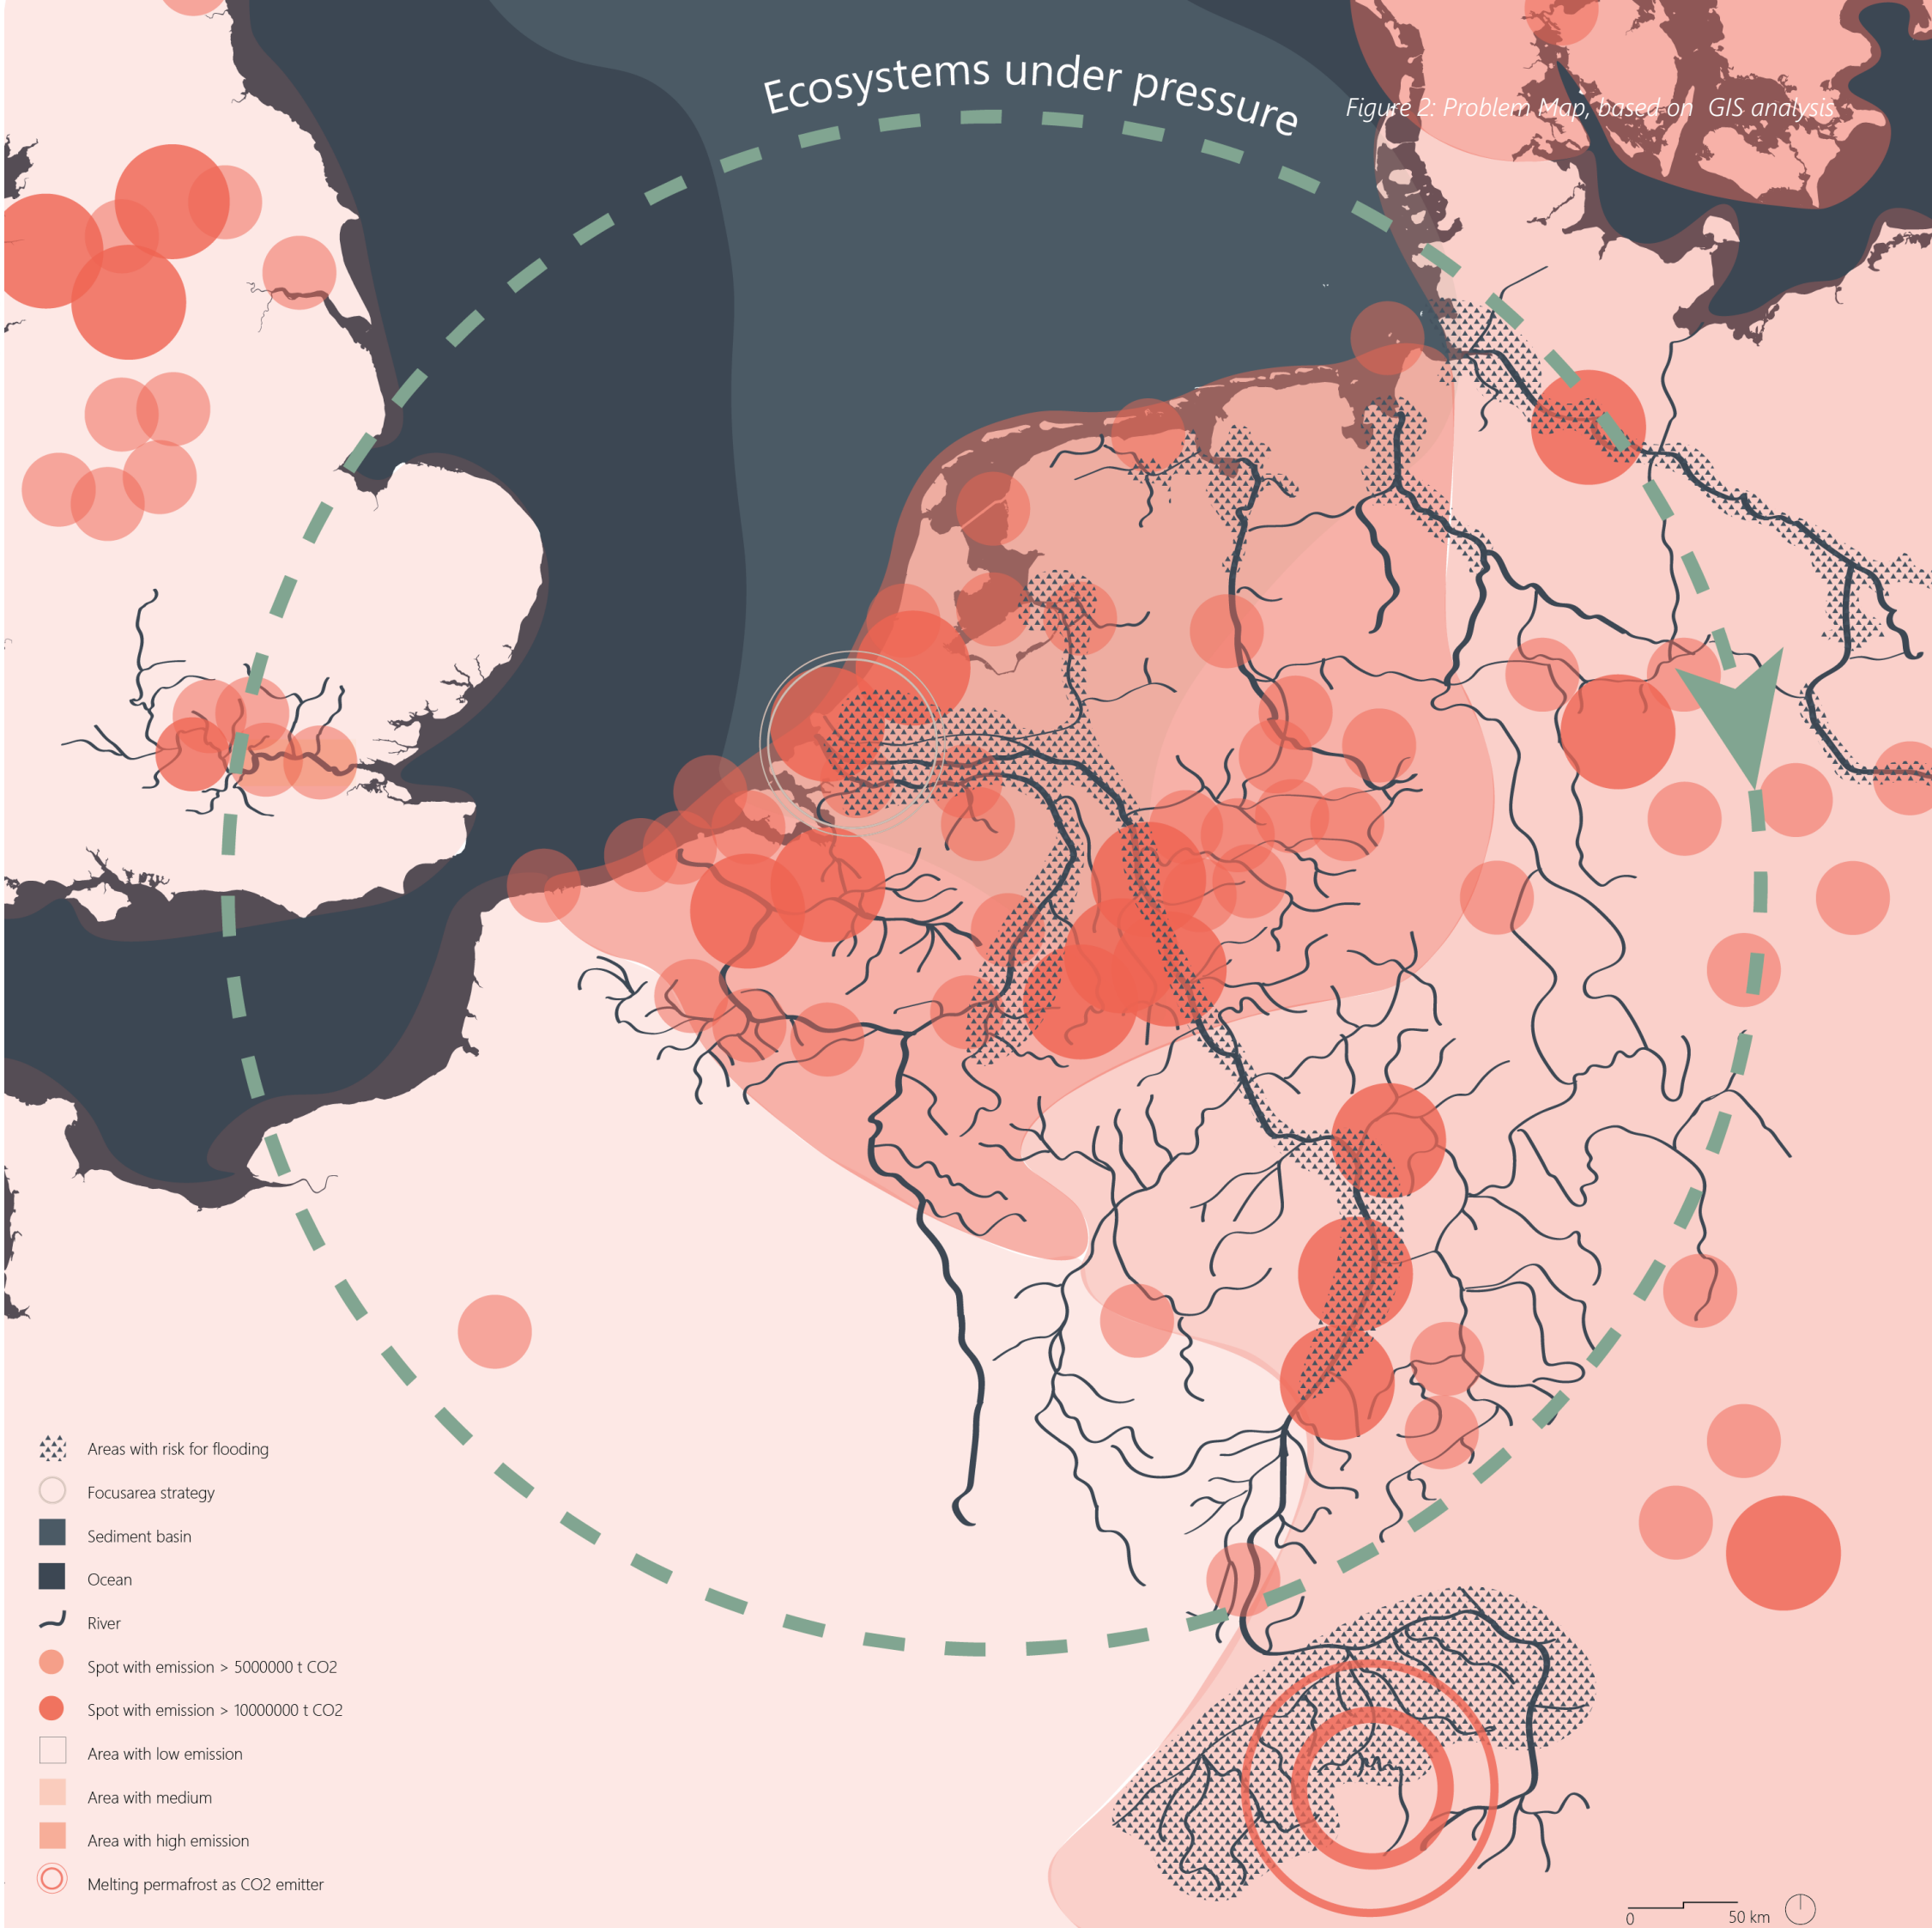 Ecosystems under pressure
Figure 2: Problem Map, based on GIS analysis
Areas with risk for flooding
Focusarea strategy
Sediment basin
Ocean
River
Spot with emission > 5000000 t CO2
Spot with emission > 10000000 t CO2
Area with low emission
Area with medium
Area with high emission
Melting permafrost as CO2 emitter
0 50 km